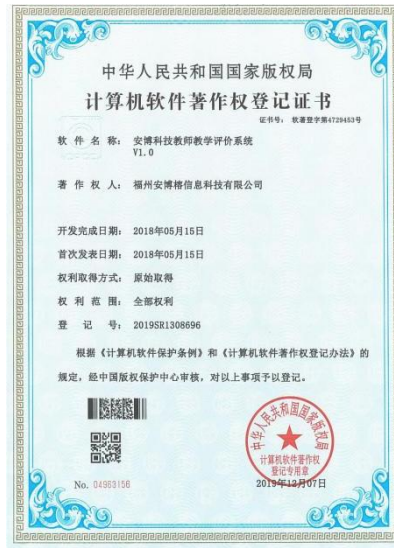 中华人民共和国国家版权局
计算机软件著作权登记证书
证书号： 软著登字第4729453号
软件名称： 安博科技教师教学评价系统
V1.0
著作权人： 福州安博榕信息科技有限公司
开发完成日期： 2018年05月15日
首次发表日期： 2018年05月15日
权利取得方式： 原始取得
权利范围： 全部权利
登记号： 2019SR1308696
根据《计算机软件保护条例》和《计算机软件著作权登记办法》的
规定，经中国版权保护中心审核，对以上事项予以登记。
中华人民共和国国家版权局
计算机软件著作权
登记专用章
No. 04963156
2019年12月07日